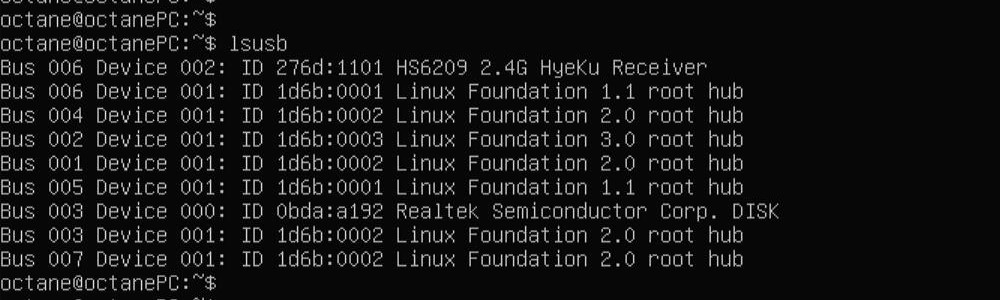 octane@octanePC:~$
octane@octanePC:~$ lsusb
Bus 006 Device 002: ID 276d:1101 HS6209 2.4G HyeKu Receiver
Bus 006 Device 001: ID 1d6b:0001 Linux Foundation 1.1 root hub
Bus 004 Device 001: ID 1d6b:0002 Linux Foundation 2.0 root hub
Bus 002 Device 001: ID 1d6b:0003 Linux Foundation 3.0 root hub
Bus 001 Device 001: ID 1d6b:0002 Linux Foundation 2.0 root hub
Bus 005 Device 001: ID 1d6b:0001 Linux Foundation 1.1 root hub
Bus 003 Device 000: ID 0bda:a192 Realtek Semiconductor Corp. DISK
Bus 003 Device 001: ID 1d6b:0002 Linux Foundation 2.0 root hub
Bus 007 Device 001: ID 1d6b:0002 Linux Foundation 2.0 root hub
octane@octanePC:~$